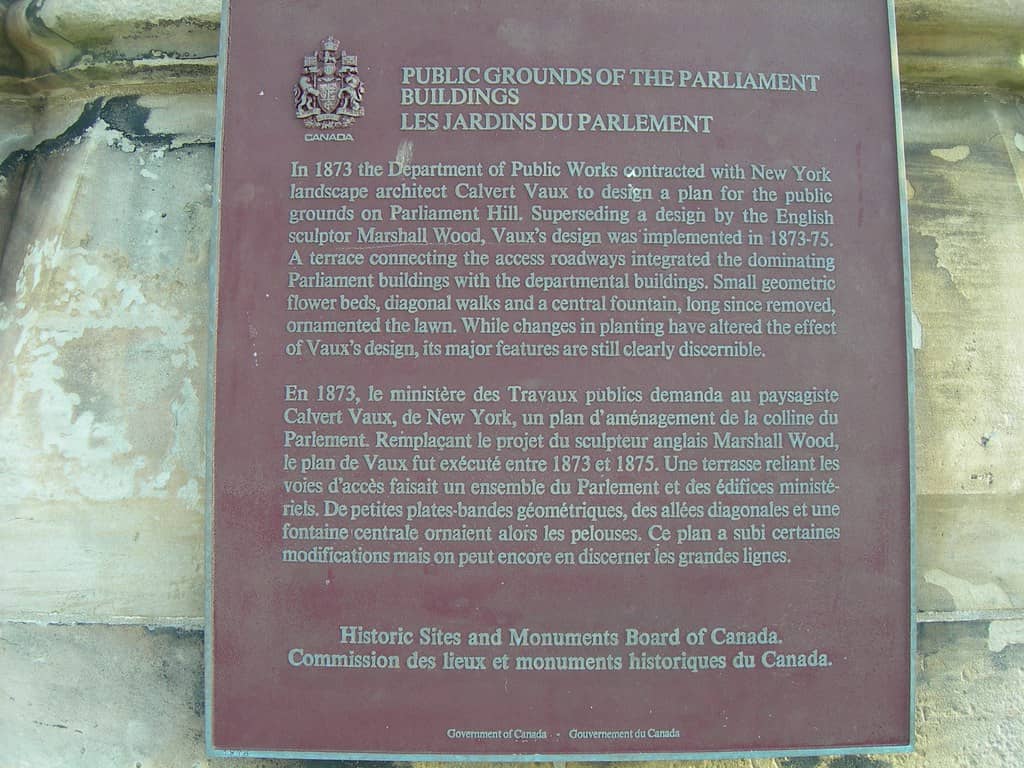 CANADA
PUBLIC GROUNDS OF THE PARLIAMENT
BUILDINGS
LES JARDINS DU PARLEMENT
In 1873 the Department of Public Works contracted with New York
landscape architect Calvert Vaux to design a plan for the public
grounds on Parliament Hill. Superseding a design by the English
sculptor Marshall Wood, Vaux's design was implemented in 1873-75.
A terrace connecting the access roadways integrated the dominating
Parliament buildings with the departmental buildings. Small geometric
flower beds, diagonal walks and a central fountain, long since removed,
ornamented the lawn. While changes in planting have altered the effect
of Vaux's design, its major features are still clearly discernible.
En 1873, le ministère des Travaux publics demanda au paysagiste
Calvert Vaux, de New York, un plan d'aménagement de la colline du
Parlement. Remplaçant le projet du sculpteur anglais Marshall Wood,
le plan de Vaux fut exécuté entre 1873 et 1875. Une terrasse reliant les
voies d'accès faisait un ensemble du Parlement et des édifices ministé-
riels. De petites plates-bandes géométriques, des allées diagonales et une
fontaine centrale ornaient alors les pelouses. Ce plan a subi certaines
modifications mais on peut encore en discerner les grandes lignes.
Historic Sites and Monuments Board of Canada.
Commission des lieux et monuments historiques du Canada.
Government of Canada - Gouvernement du Canada